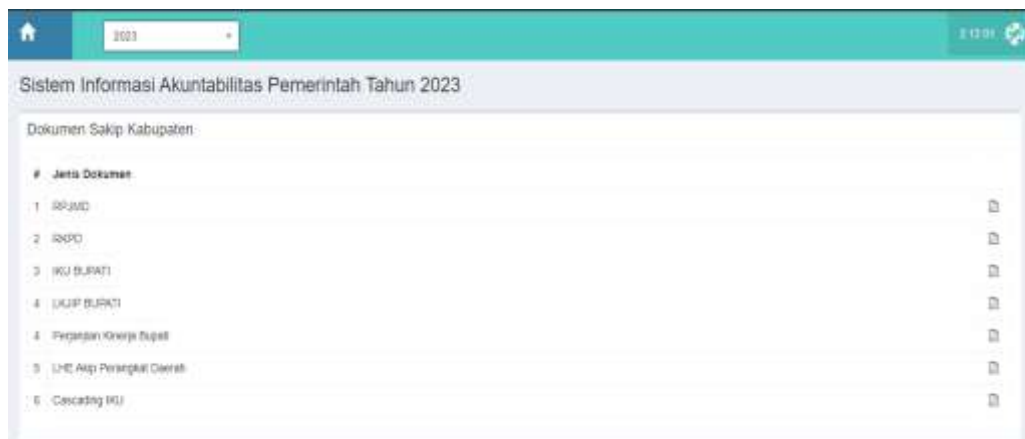 2023
Sistem Informasi Akuntabilitas Pemerintah Tahun 2023
Dokumen Sakip Kabupaten
# Jenis Dokumen
1 RPJMD
2 RKPD
3 IKU BUPATI
4 LKJIP BUPATI
4 Perjanjian Kinerja Bupati
5 LHE Akip Perangkat Daerah
6 Cascading IKU